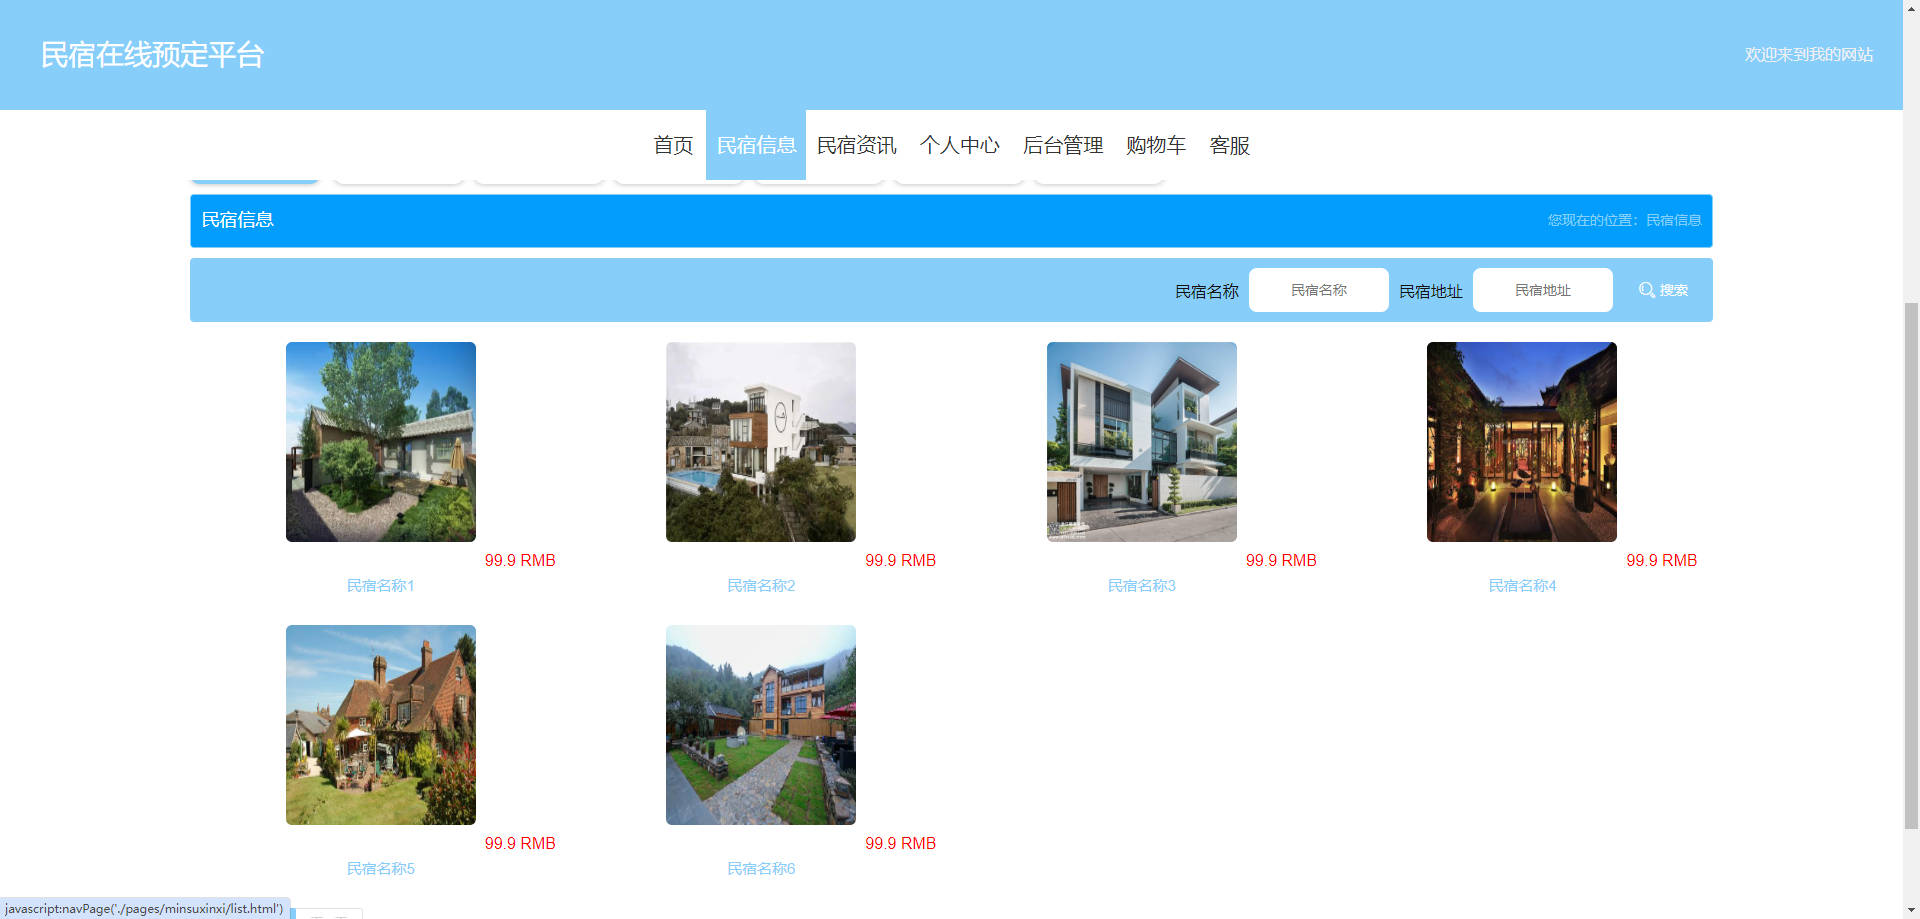 民宿在线预定平台
欢迎来到我的网站
首页 民宿信息 民宿资讯 个人中心 后台管理 购物车 客服
民宿信息
您现在的位置：民宿信息
民宿名称 民宿名称 民宿地址 民宿地址 搜索
99.9 RMB 99.9 RMB 99.9 RMB 99.9 RMB
民宿名称1 民宿名称2 民宿名称3 民宿名称4
99.9 RMB 99.9 RMB
民宿名称5 民宿名称6
javascript:navPage('./pages/minsuxinxi/list.html')